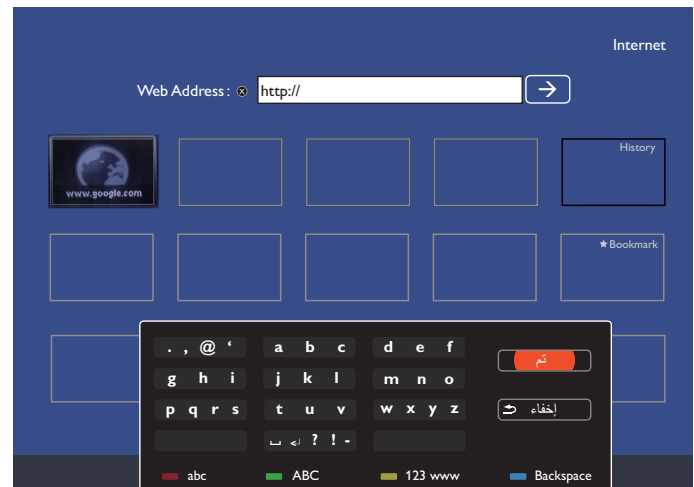 Internet
Web Address : http://
www.google.com
History
★Bookmark
. , @ ‘ a b c d e f
تم
g h i j k l m n o
p q r s t u v w x y z
إخفاء
? ! -
abc ABC 123 www Backspace